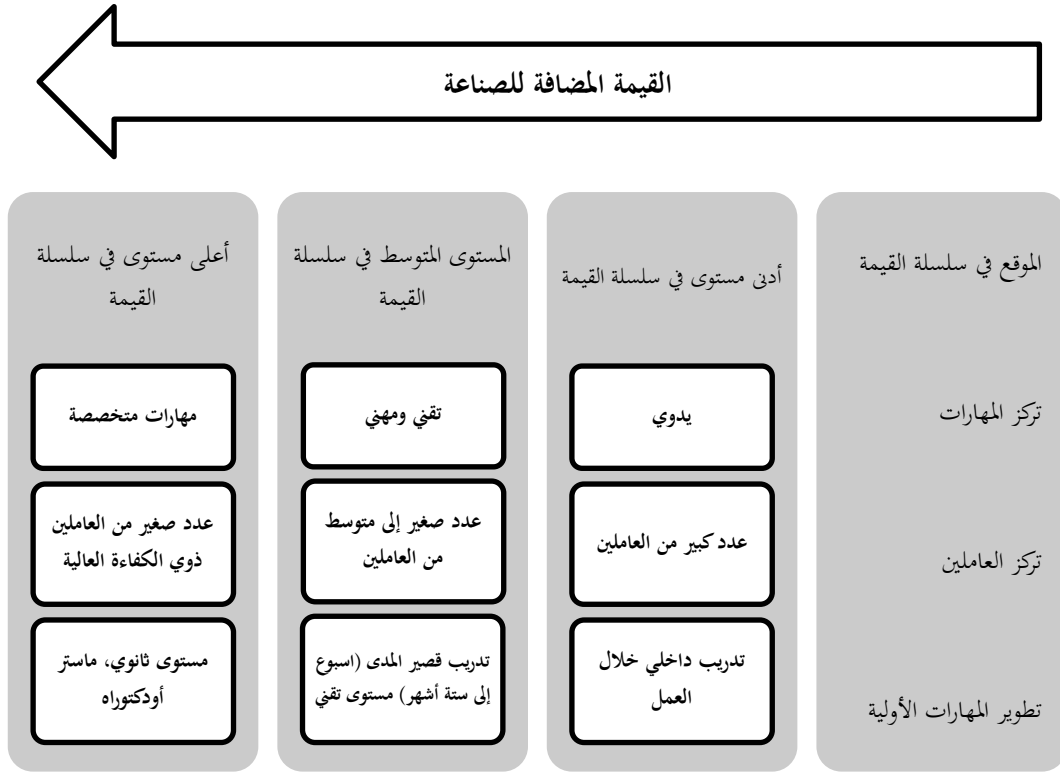 القيمة المضافة للصناعة
الموقع في سلسلة القيمة
أدنى مستوى في سلسلة القيمة
المستوى المتوسط في سلسلة
القيمة
أعلى مستوى في سلسلة
القيمة
تركز المهارات
يدوي
تقني ومهني
مهارات متخصصة
تركز العاملين
عدد كبير من العاملين
عدد صغير إلى متوسط
من العاملين
عدد صغير من العاملين
ذوي الكفاءة العالية
تطوير المهارات الأولية
تدريب داخلي خلال
العمل
تدريب قصير المدى (اسبوع
إلى ستة أشهر) مستوى تقني
مستوى ثانوي، ماستر
أودكتوراه